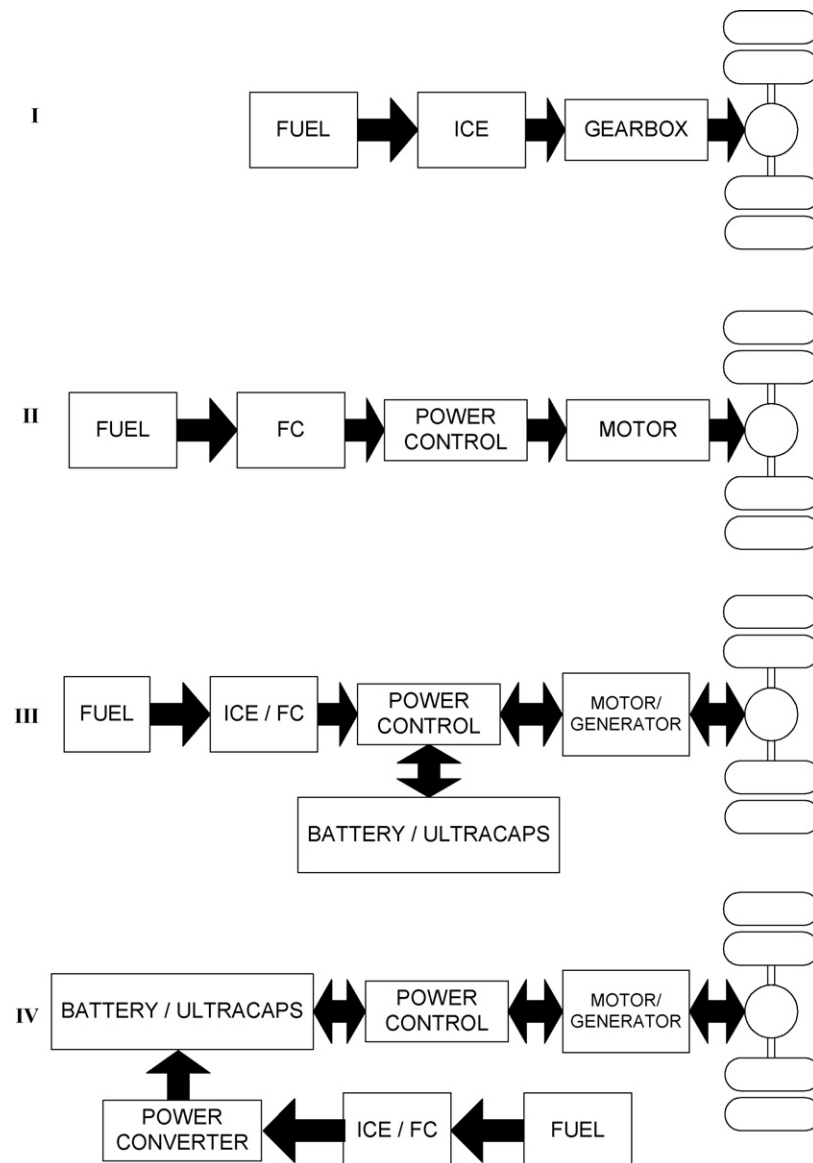 I
FUEL
ICE
GEARBOX
II
FUEL
FC
POWER
CONTROL
MOTOR
III
FUEL
ICE / FC
POWER
CONTROL
MOTOR/
GENERATOR
BATTERY / ULTRACAPS
IV
BATTERY / ULTRACAPS
POWER
CONTROL
MOTOR/
GENERATOR
POWER
CONVERTER
ICE / FC
FUEL